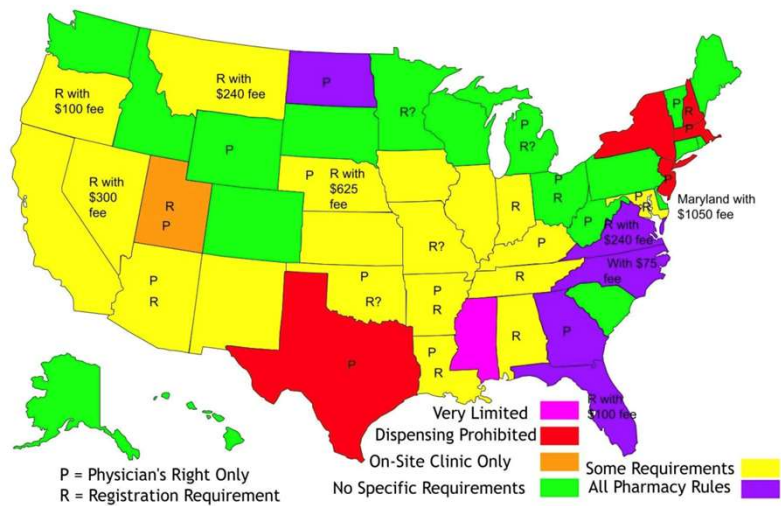 R with
$100 fee
R with
$240 fee
P
R?
P
R?
P
R
P
P
P
R with
$300
fee
R
P
P
R with
$625
fee
R
P
R
P
P
R
Maryland with
$1050 fee
R with
$240 fee
With $75
fee
R?
P
P
R
P
R?
P
R
R
P
P
R
R
P
R with
$100 fee
Very Limited
Dispensing Prohibited
On-Site Clinic Only
No Specific Requirements
Some Requirements
All Pharmacy Rules
P = Physician's Right Only
R = Registration Requirement